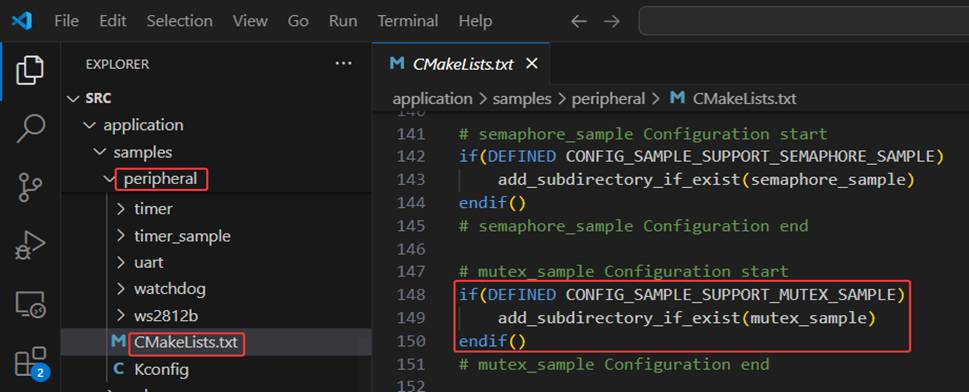 File Edit Selection View Go Run Terminal Help
EXPLORER ···
SRC
application
samples
peripheral
timer
timer_sample
uart
watchdog
ws2812b
M CMakeLists.txt
C Kconfig
2
M CMakeLists.txt
application > samples > peripheral > M CMakeLists.txt
141 # semaphore_sample Configuration start
142 if(DEFINED CONFIG_SAMPLE_SUPPORT_SEMAPHORE_SAMPLE)
143 add_subdirectory_if_exist(semaphore_sample)
144 endif()
145 # semaphore_sample Configuration end
146
147 # mutex_sample Configuration start
148 if(DEFINED CONFIG_SAMPLE_SUPPORT_MUTEX_SAMPLE)
149 add_subdirectory_if_exist(mutex_sample)
150 endif()
151 # mutex_sample Configuration end
152